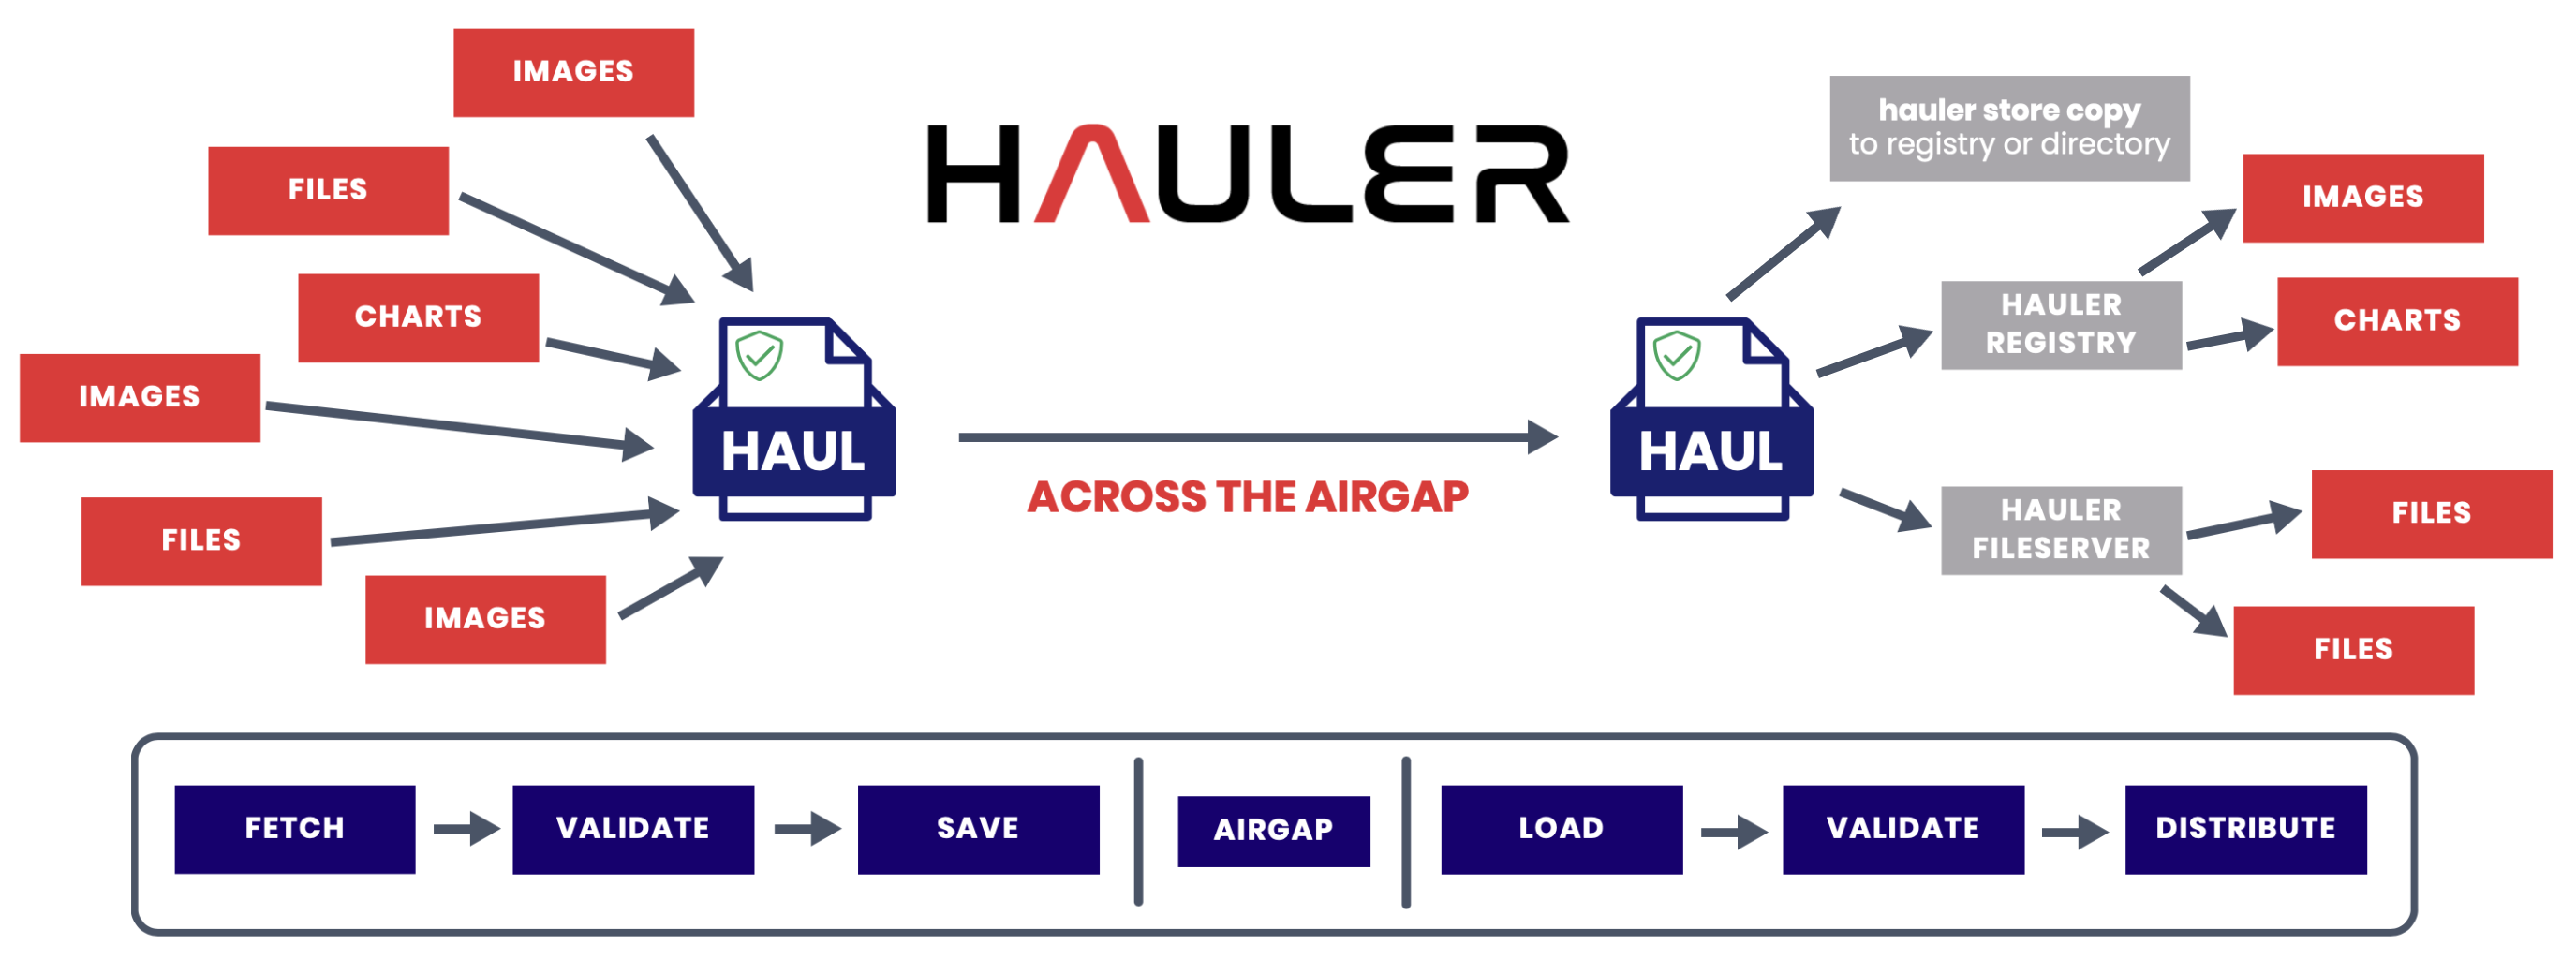 IMAGES
FILES
CHARTS
IMAGES
FILES
IMAGES
HAUL
HAULER
ACROSS THE AIRGAP
HAUL
hauler store copy
to registry or directory
HAULER
REGISTRY
IMAGES
CHARTS
HAULER
FILESERVER
FILES
FILES
FETCH
VALIDATE
SAVE
AIRGAP
LOAD
VALIDATE
DISTRIBUTE